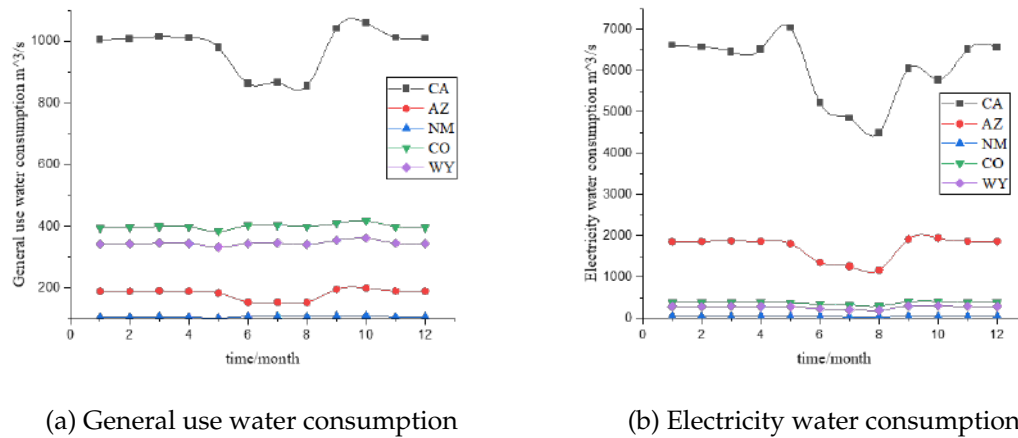 General use water consumption m^3/s
1000
800
600
400
200
0 2 4 6 8 10 12
time/month
CA
AZ
NM
CO
WY
(a) General use water consumption
Electricity water consumption m^3/s
7000
6000
5000
4000
3000
2000
1000
0
0 2 4 6 8 10 12
time/month
CA
AZ
NM
CO
WY
(b) Electricity water consumption